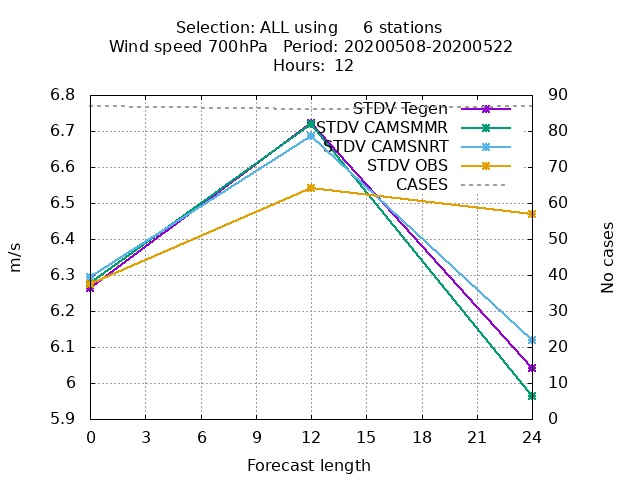 Selection: ALL using     6 stations
Wind speed 700hPa   Period: 20200508-20200522
Hours: 12
6.8
6.7
6.6
6.5
6.4
6.3
6.2
6.1
6
5.9
m/s
STDV Tegen
STDV CAMSMMR
STDV CAMSNRT
STDV OBS
CASES
90
80
70
60
50
40
30
20
10
0
No cases
0 3 6 9 12 15 18 21 24
Forecast length